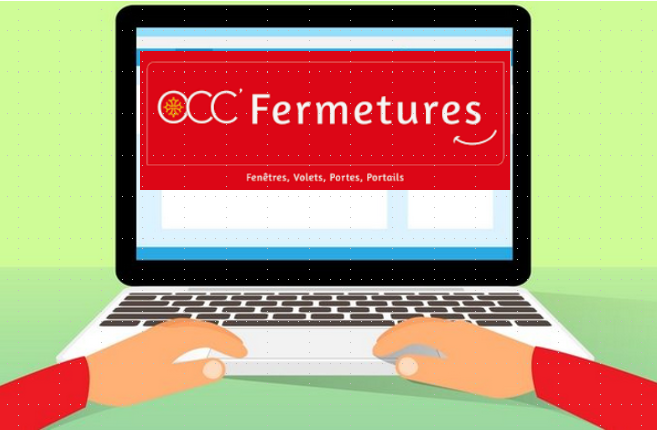 OCC' Fermetures
Fenêtres, Volets, Portes, Portails